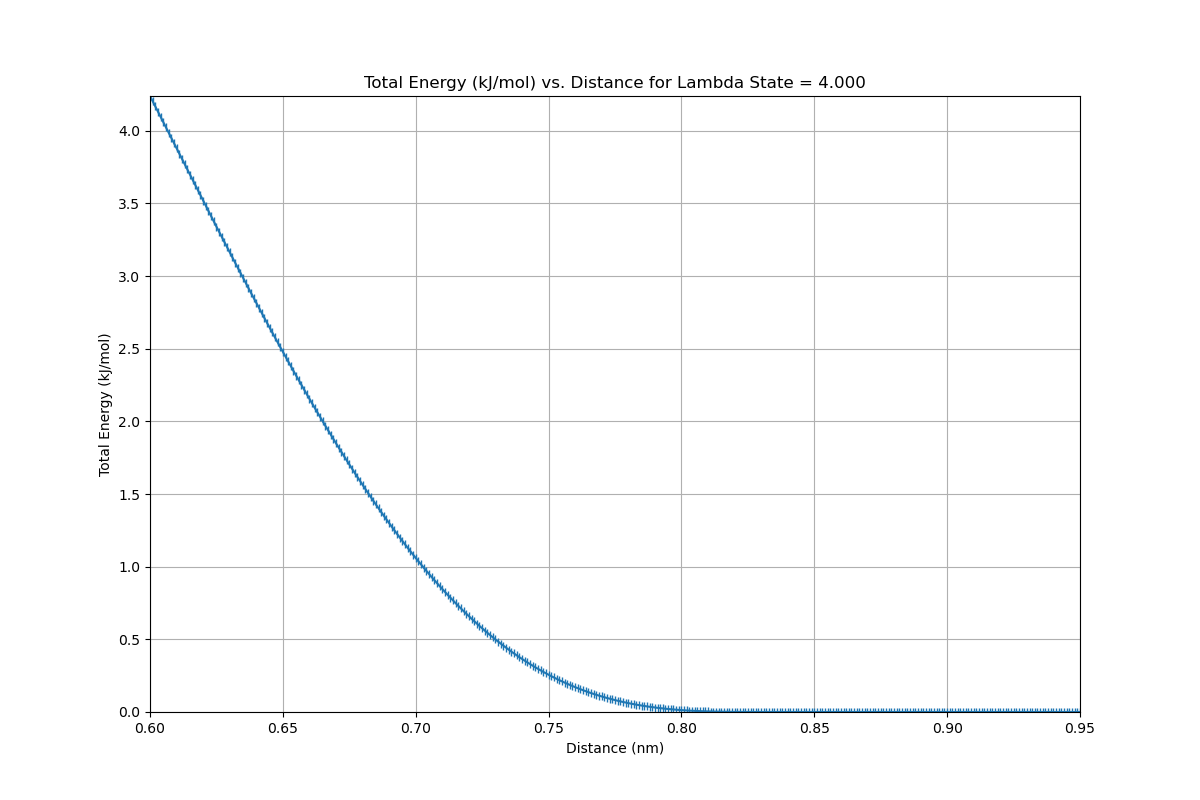 Total Energy (kJ/mol) vs. Distance for Lambda State = 4.000
4.0
3.5
3.0
2.5
2.0
1.5
1.0
0.5
0.0
Total Energy (kJ/mol)
0.60 0.65 0.70 0.75 0.80 0.85 0.90 0.95
Distance (nm)